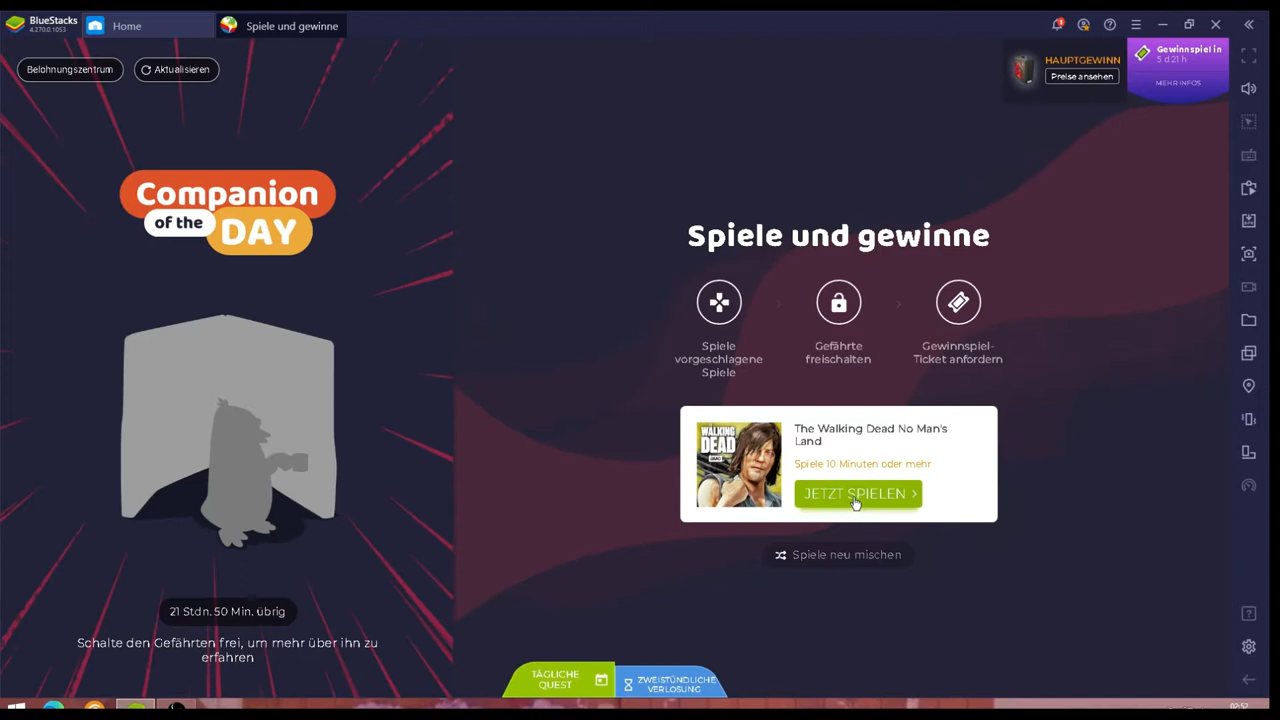 BlueStacks
4.270.0.1053
Home
Spiele und gewinne
Belohnungszentrum
Aktualisieren
HAUPTGEWINN
Preise ansehen
Gewinnspiel in
5 d 21 h
MEHR INFOS
Companion
of the
DAY
Spiele und gewinne
Spiele
vorgeschlagene
Spiele
Gefährte
freischalten
Gewinnspiel-
Ticket anfordern
WALKING
DEAD
AMC
The Walking Dead No Man's
Land
Spiele 10 Minuten oder mehr
JETZT SPIELEN
Spiele neu mischen
21 Stdn. 50 Min. übrig
Schalte den Gefährten frei, um mehr über ihn zu
erfahren
TÄGLICHE
QUEST
ZWEISTÜNDLICHE
VERLOSUNG
02:52